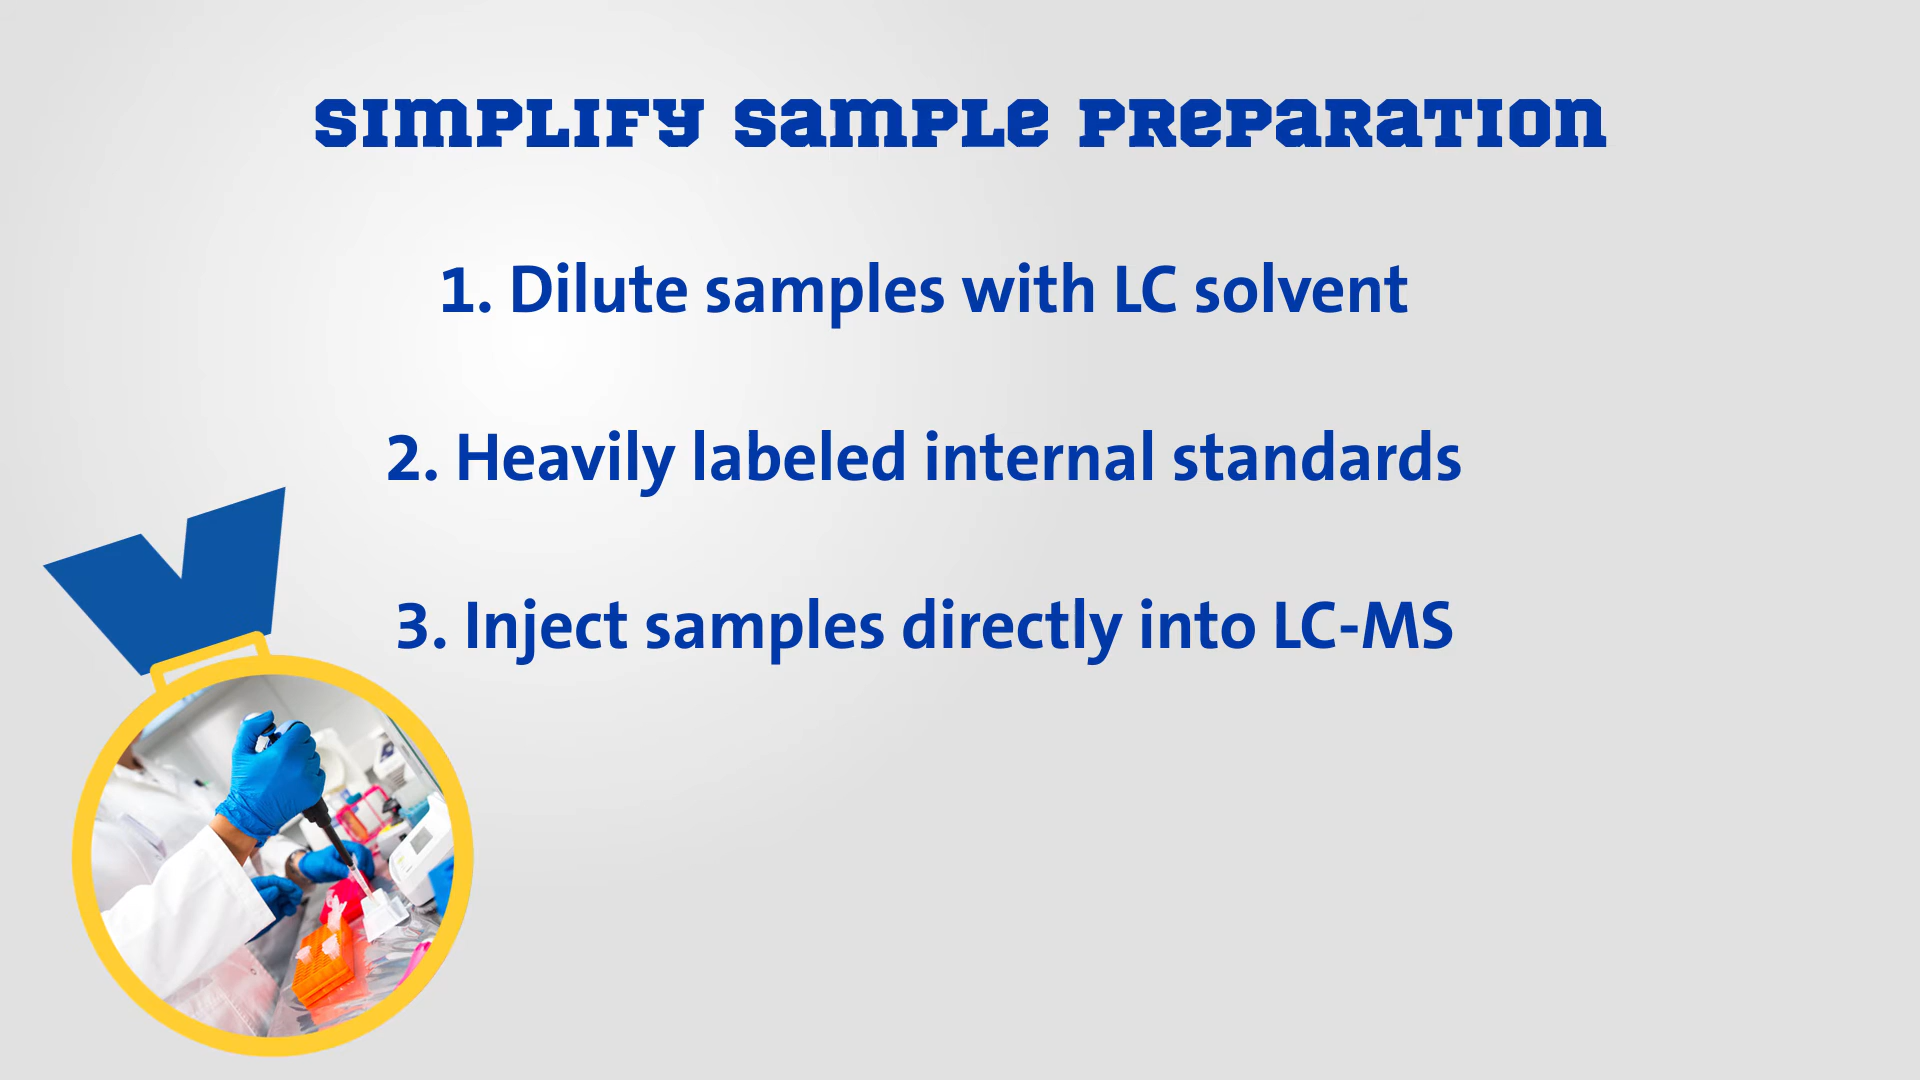 SIMPLIFY SAMPLE PREPARATION
1. Dilute samples with LC solvent
2. Heavily labeled internal standards
3. Inject samples directly into LC-MS